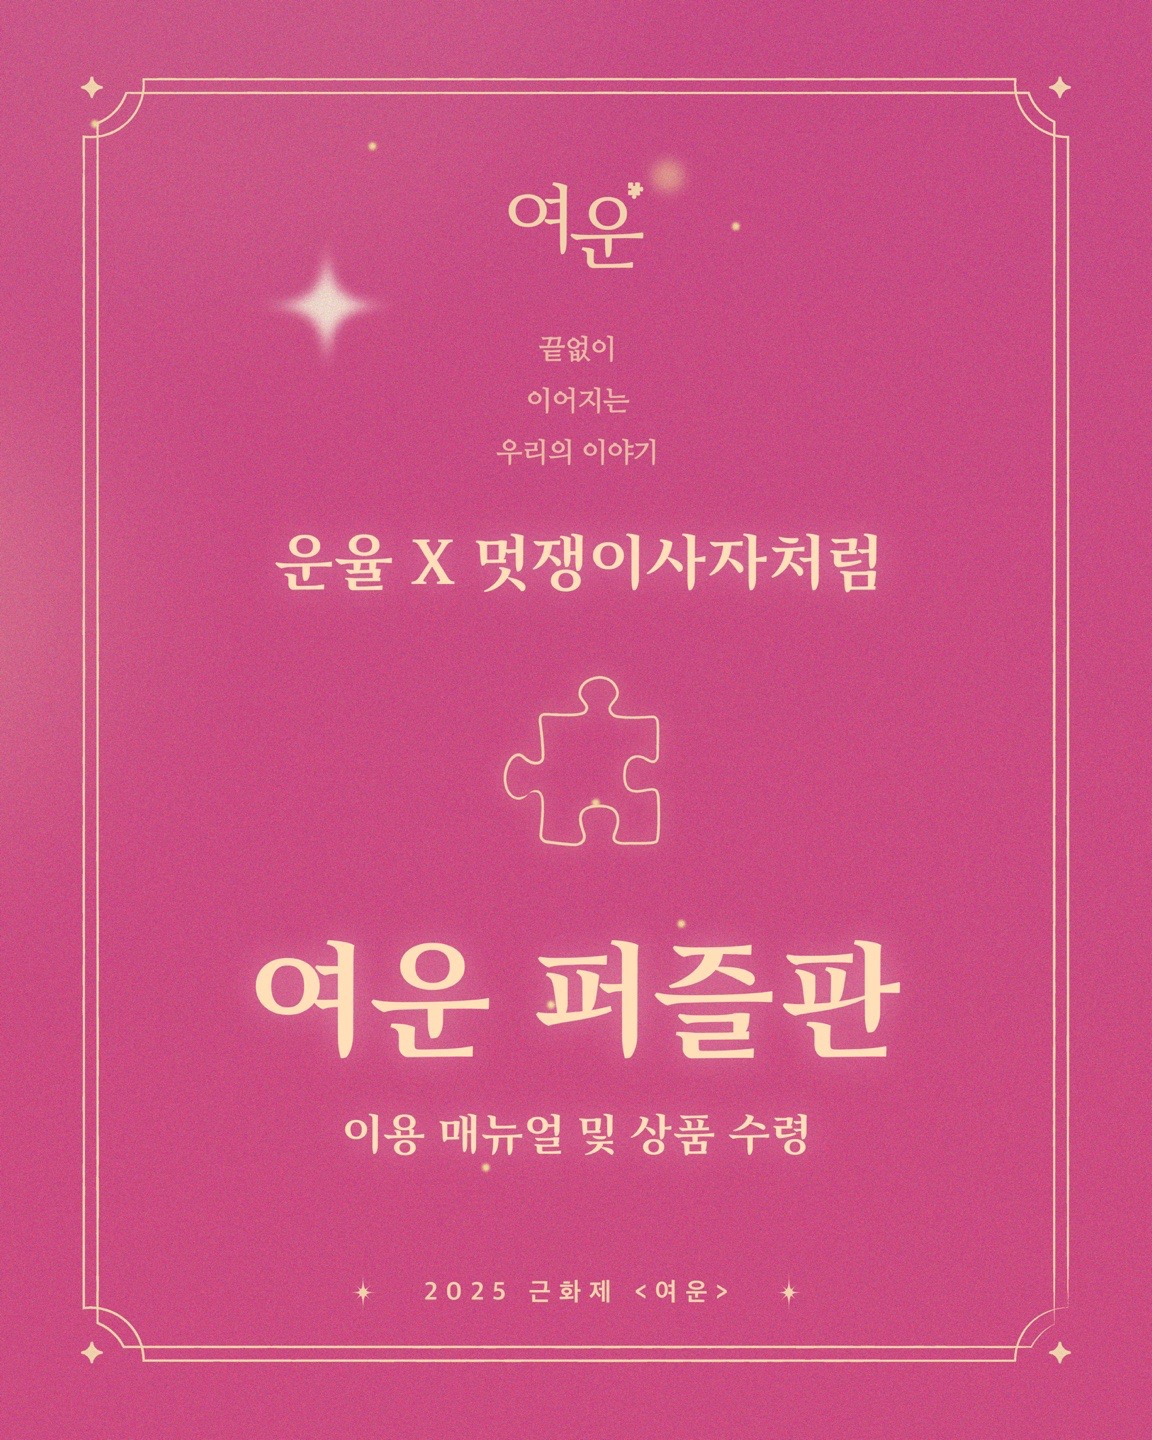 여운
끝없이
이어지는
우리의 이야기
운율 X 멋쟁이사자처럼
여운 퍼즐판
이용 매뉴얼 및 상품 수령
2025 근화제 <여운>